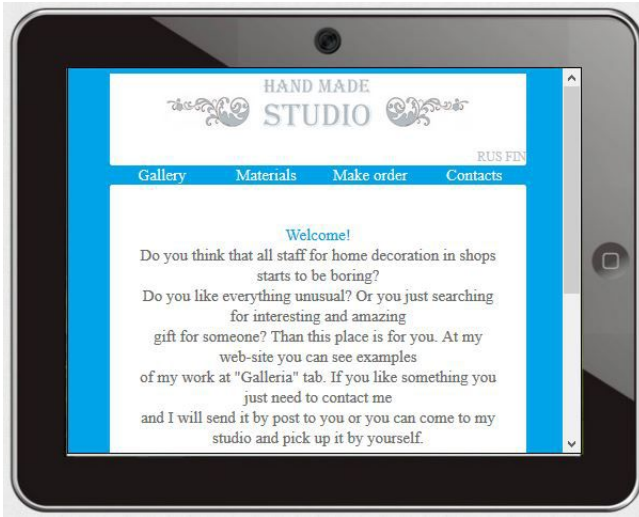 HAND MADE
STUDIO
RUS FIN
Gallery Materials Make order Contacts
Welcome!
Do you think that all staff for home decoration in shops
starts to be boring?
Do you like everything unusual? Or you just searching
for interesting and amazing
gift for someone? Than this place is for you. At my
web-site you can see examples
of my work at "Galleria" tab. If you like something you
just need to contact me
and I will send it by post to you or you can come to my
studio and pick up it by yourself.